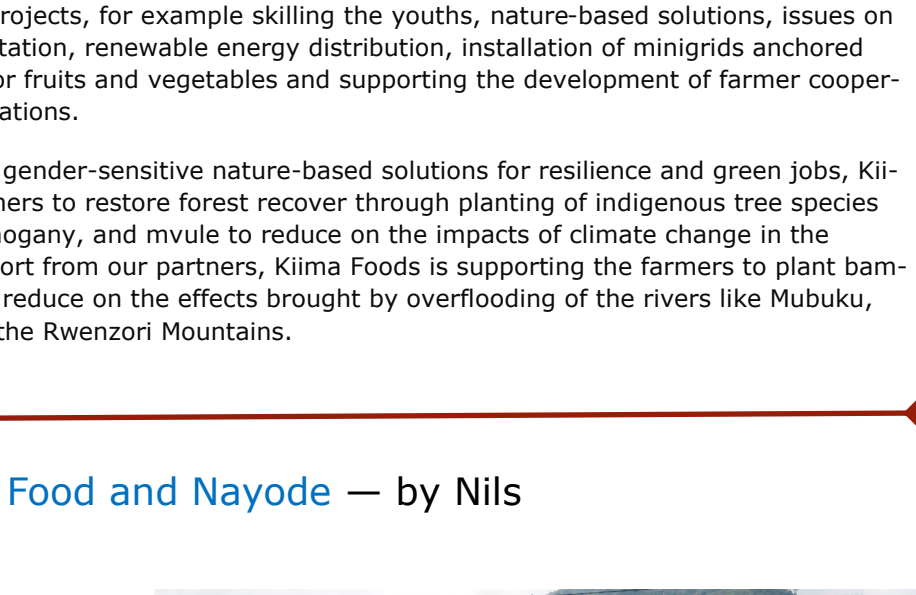 rojects, for example skilling the youths, nature-based solutions, issues on
tation, renewable energy distribution, installation of minigrids anchored
or fruits and vegetables and supporting the development of farmer cooper-
ations.
gender-sensitive nature-based solutions for resilience and green jobs, Kii-
ners to restore forest recover through planting of indigenous tree species
hogany, and mvule to reduce on the impacts of climate change in the
ort from our partners, Kiima Foods is supporting the farmers to plant bam-
reduce on the effects brought by overflooding of the rivers like Mubuku,
the Rwenzori Mountains.
Food and Nayode — by Nils